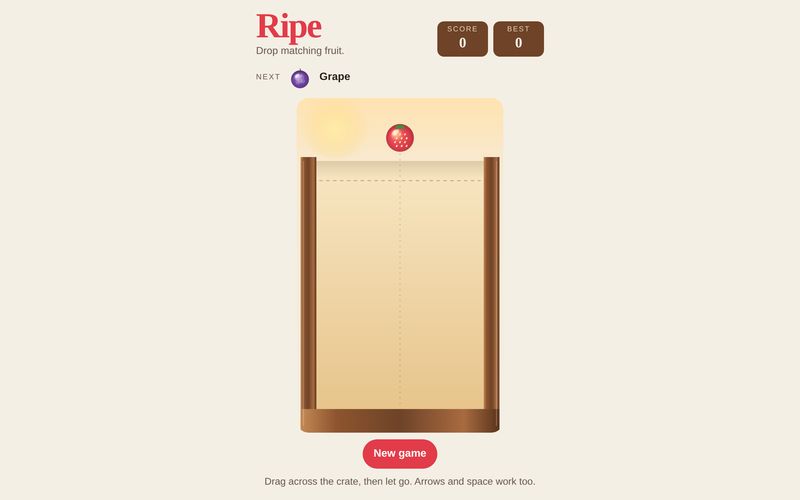 Ripe
Drop matching fruit.
SCORE
0
BEST
0
NEXT
Grape
New game
Drag across the crate, then let go. Arrows and space work too.